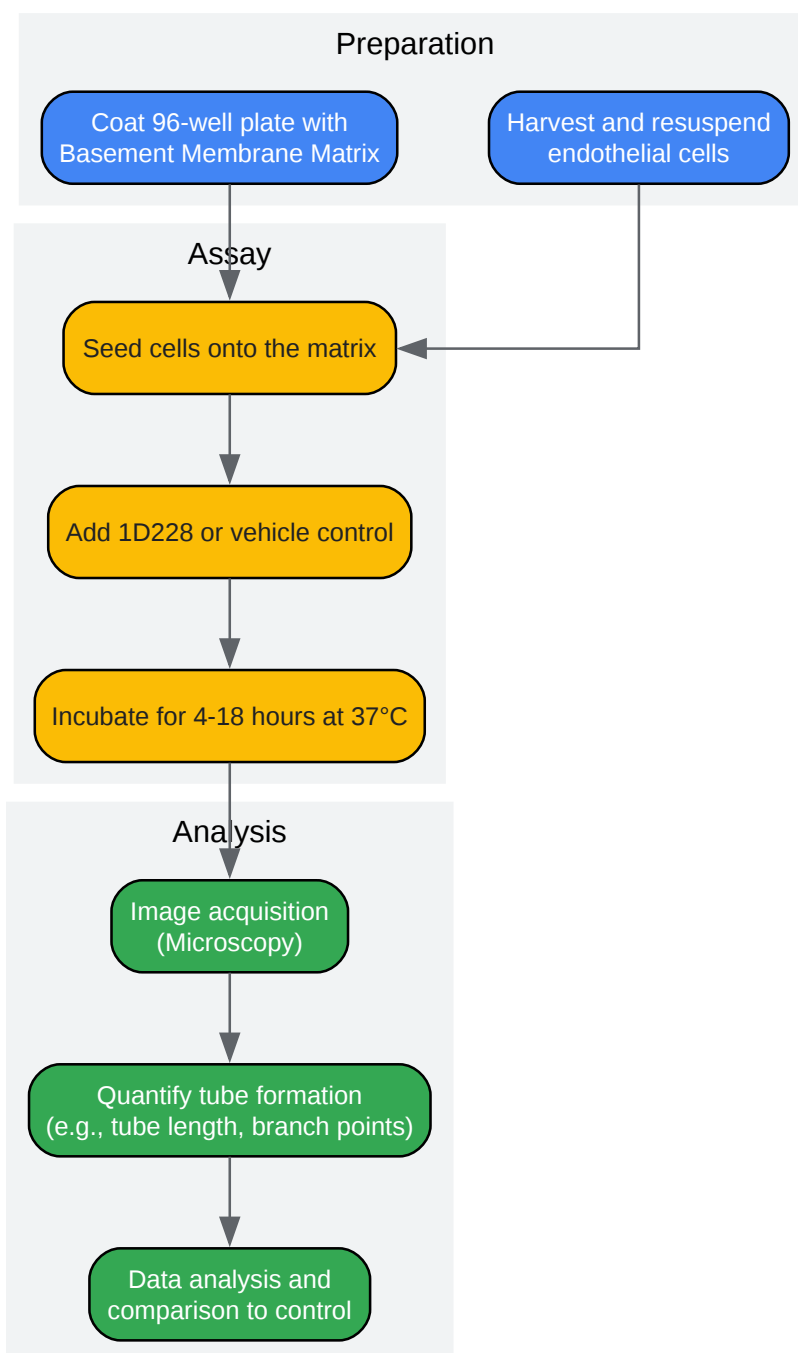 Preparation
Coat 96-well plate with
Basement Membrane Matrix
Harvest and resuspend
endothelial cells
Assay
Seed cells onto the matrix
Add 1D228 or vehicle control
Incubate for 4-18 hours at 37°C
Analysis
Image acquisition
(Microscopy)
Quantify tube formation
(e.g., tube length, branch points)
Data analysis and
comparison to control